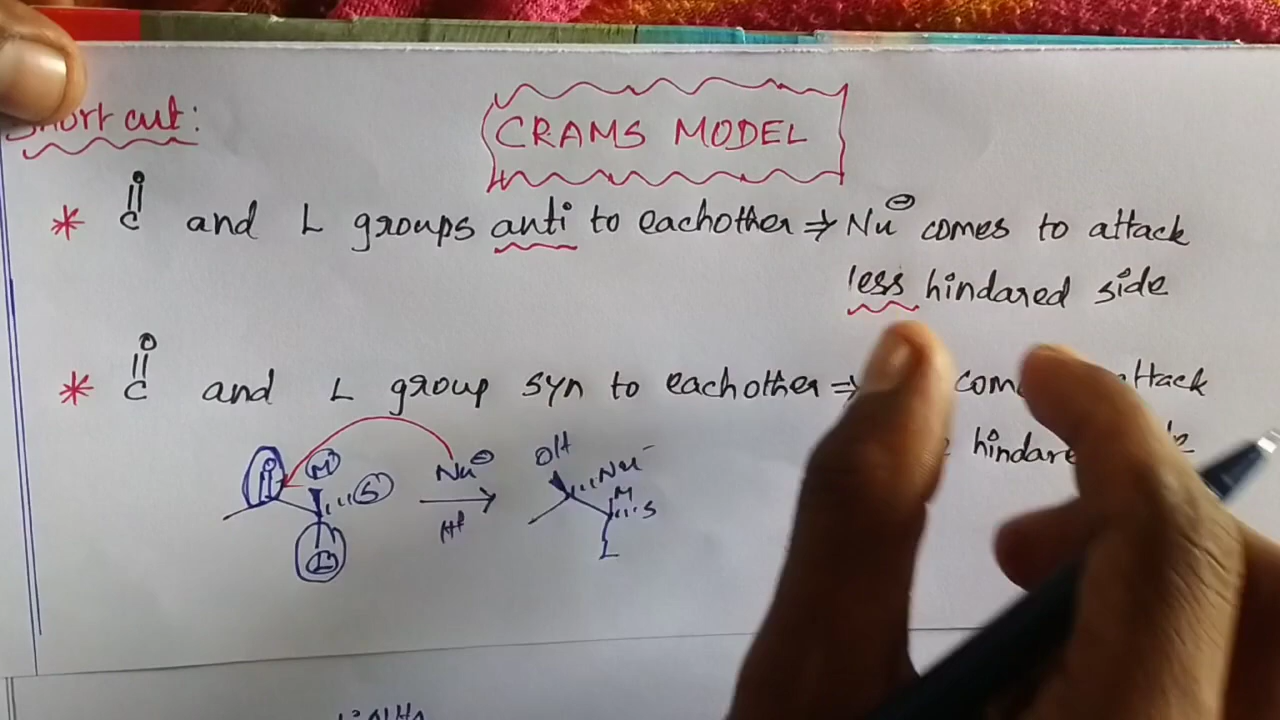 Short cut:
CRAMS MODEL
* O
|| C and L groups anti to eachother ⇒ Nu⊖ comes to attack
less hindared side
* O
|| C and L group syn to eachother ⇒ attack
O M S L
Nu⊖
H⊕
OH Nu⁻ M S L